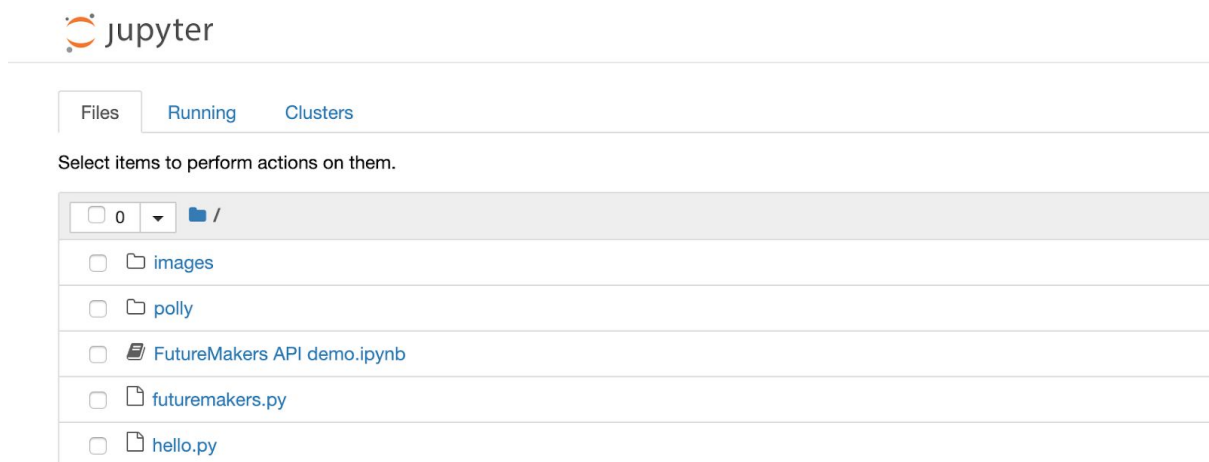 jupyter
Files Running Clusters
Select items to perform actions on them.
0 /
images
polly
FutureMakers API demo.ipynb
futuremakers.py
hello.py